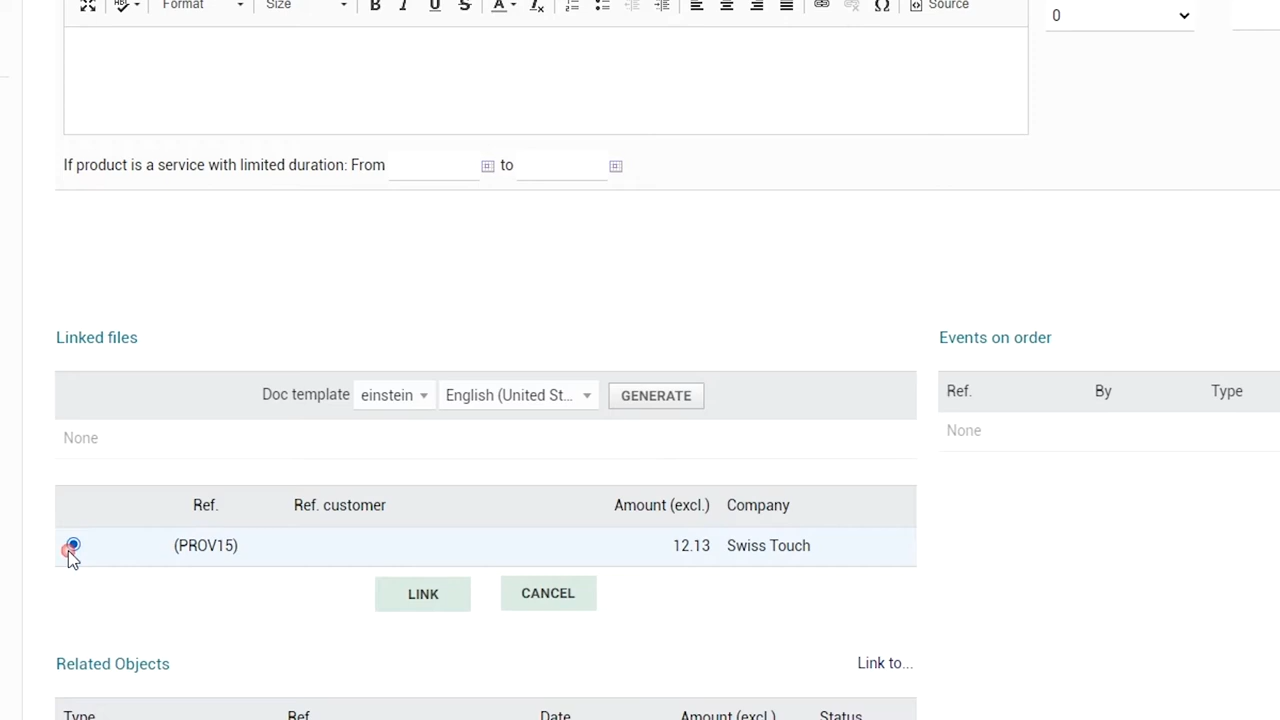 Format Size B I U S A Ix Ω Source
0
If product is a service with limited duration: From to
Linked files Events on order
Doc template einstein English (United St... GENERATE Ref. By Type
None None
Ref. Ref. customer Amount (excl.) Company
(PROV15) 12.13 Swiss Touch
LINK CANCEL
Related Objects Link to...
Type Ref. Date Amount (excl.) Status